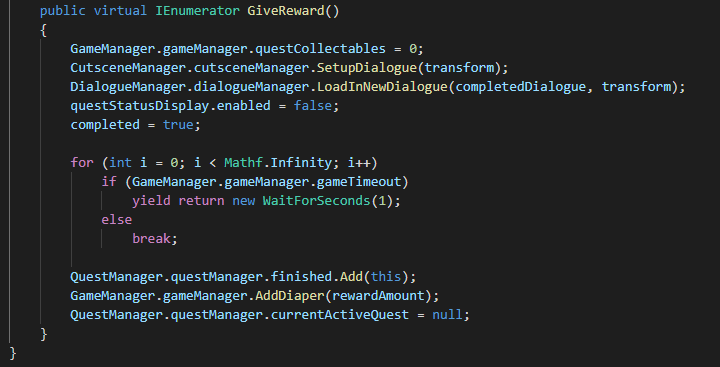 public virtual IEnumerator GiveReward()
{
GameManager.gameManager.questCollectables = 0;
CutsceneManager.cutsceneManager.SetupDialogue(transform);
DialogueManager.dialogueManager.LoadInNewDialogue(completedDialogue, transform);
questStatusDisplay.enabled = false;
completed = true;
for (int i = 0; i < Mathf.Infinity; i++)
if (GameManager.gameManager.gameTimeout)
yield return new WaitForSeconds(1);
else
break;
QuestManager.questManager.finished.Add(this);
GameManager.gameManager.AddDiaper(rewardAmount);
QuestManager.questManager.currentActiveQuest = null;
}
}